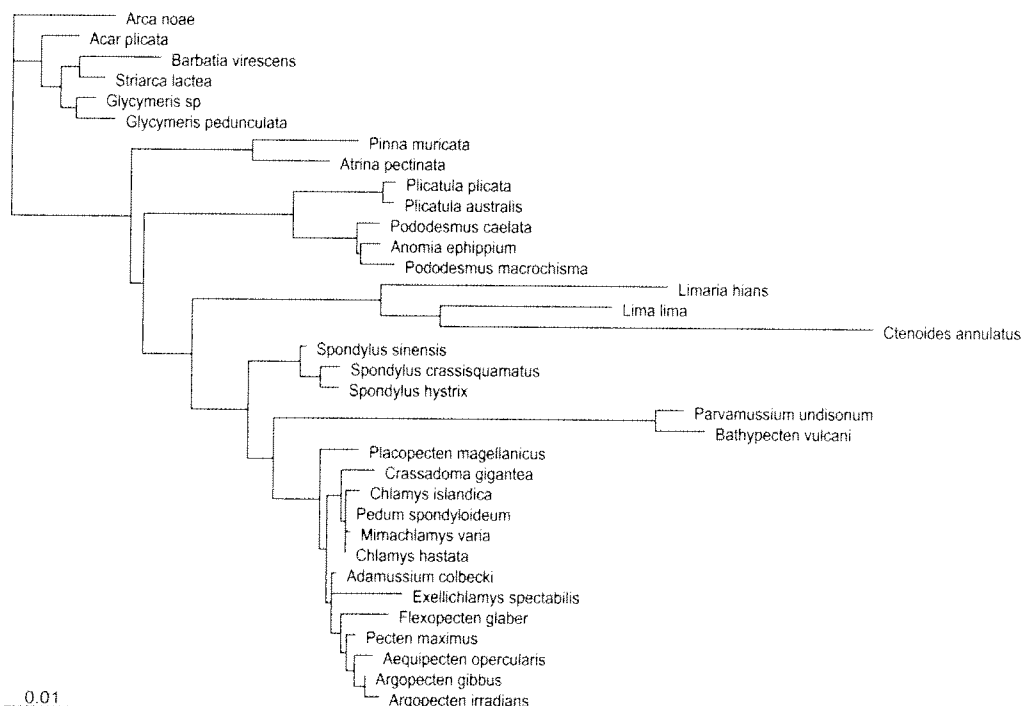 Arca noae
Acar plicata
Barbatia virescens
Striarca lactea
Glycymeris sp
Glycymeris pedunculata
Pinna muricata
Atrina pectinata
Plicatula plicata
Plicatula australis
Pododesmus caelata
Anomia ephippium
Pododesmus macrochisma
Limaria hians
Lima lima
Ctenoides annulatus
Spondylus sinensis
Spondylus crassisquamatus
Spondylus hystrix
Parvamussium undisonum
Bathypecten vulcani
Placopecten magellanicus
Crassadoma gigantea
Chlamys islandica
Pedum spondyloideum
Mimachlamys varia
Chlamys hastata
Adamussium colbecki
Exellichlamys spectabilis
Flexopecten glaber
Pecten maximus
Aequipecten opercularis
Argopecten gibbus
Argopecten irradians
0.01